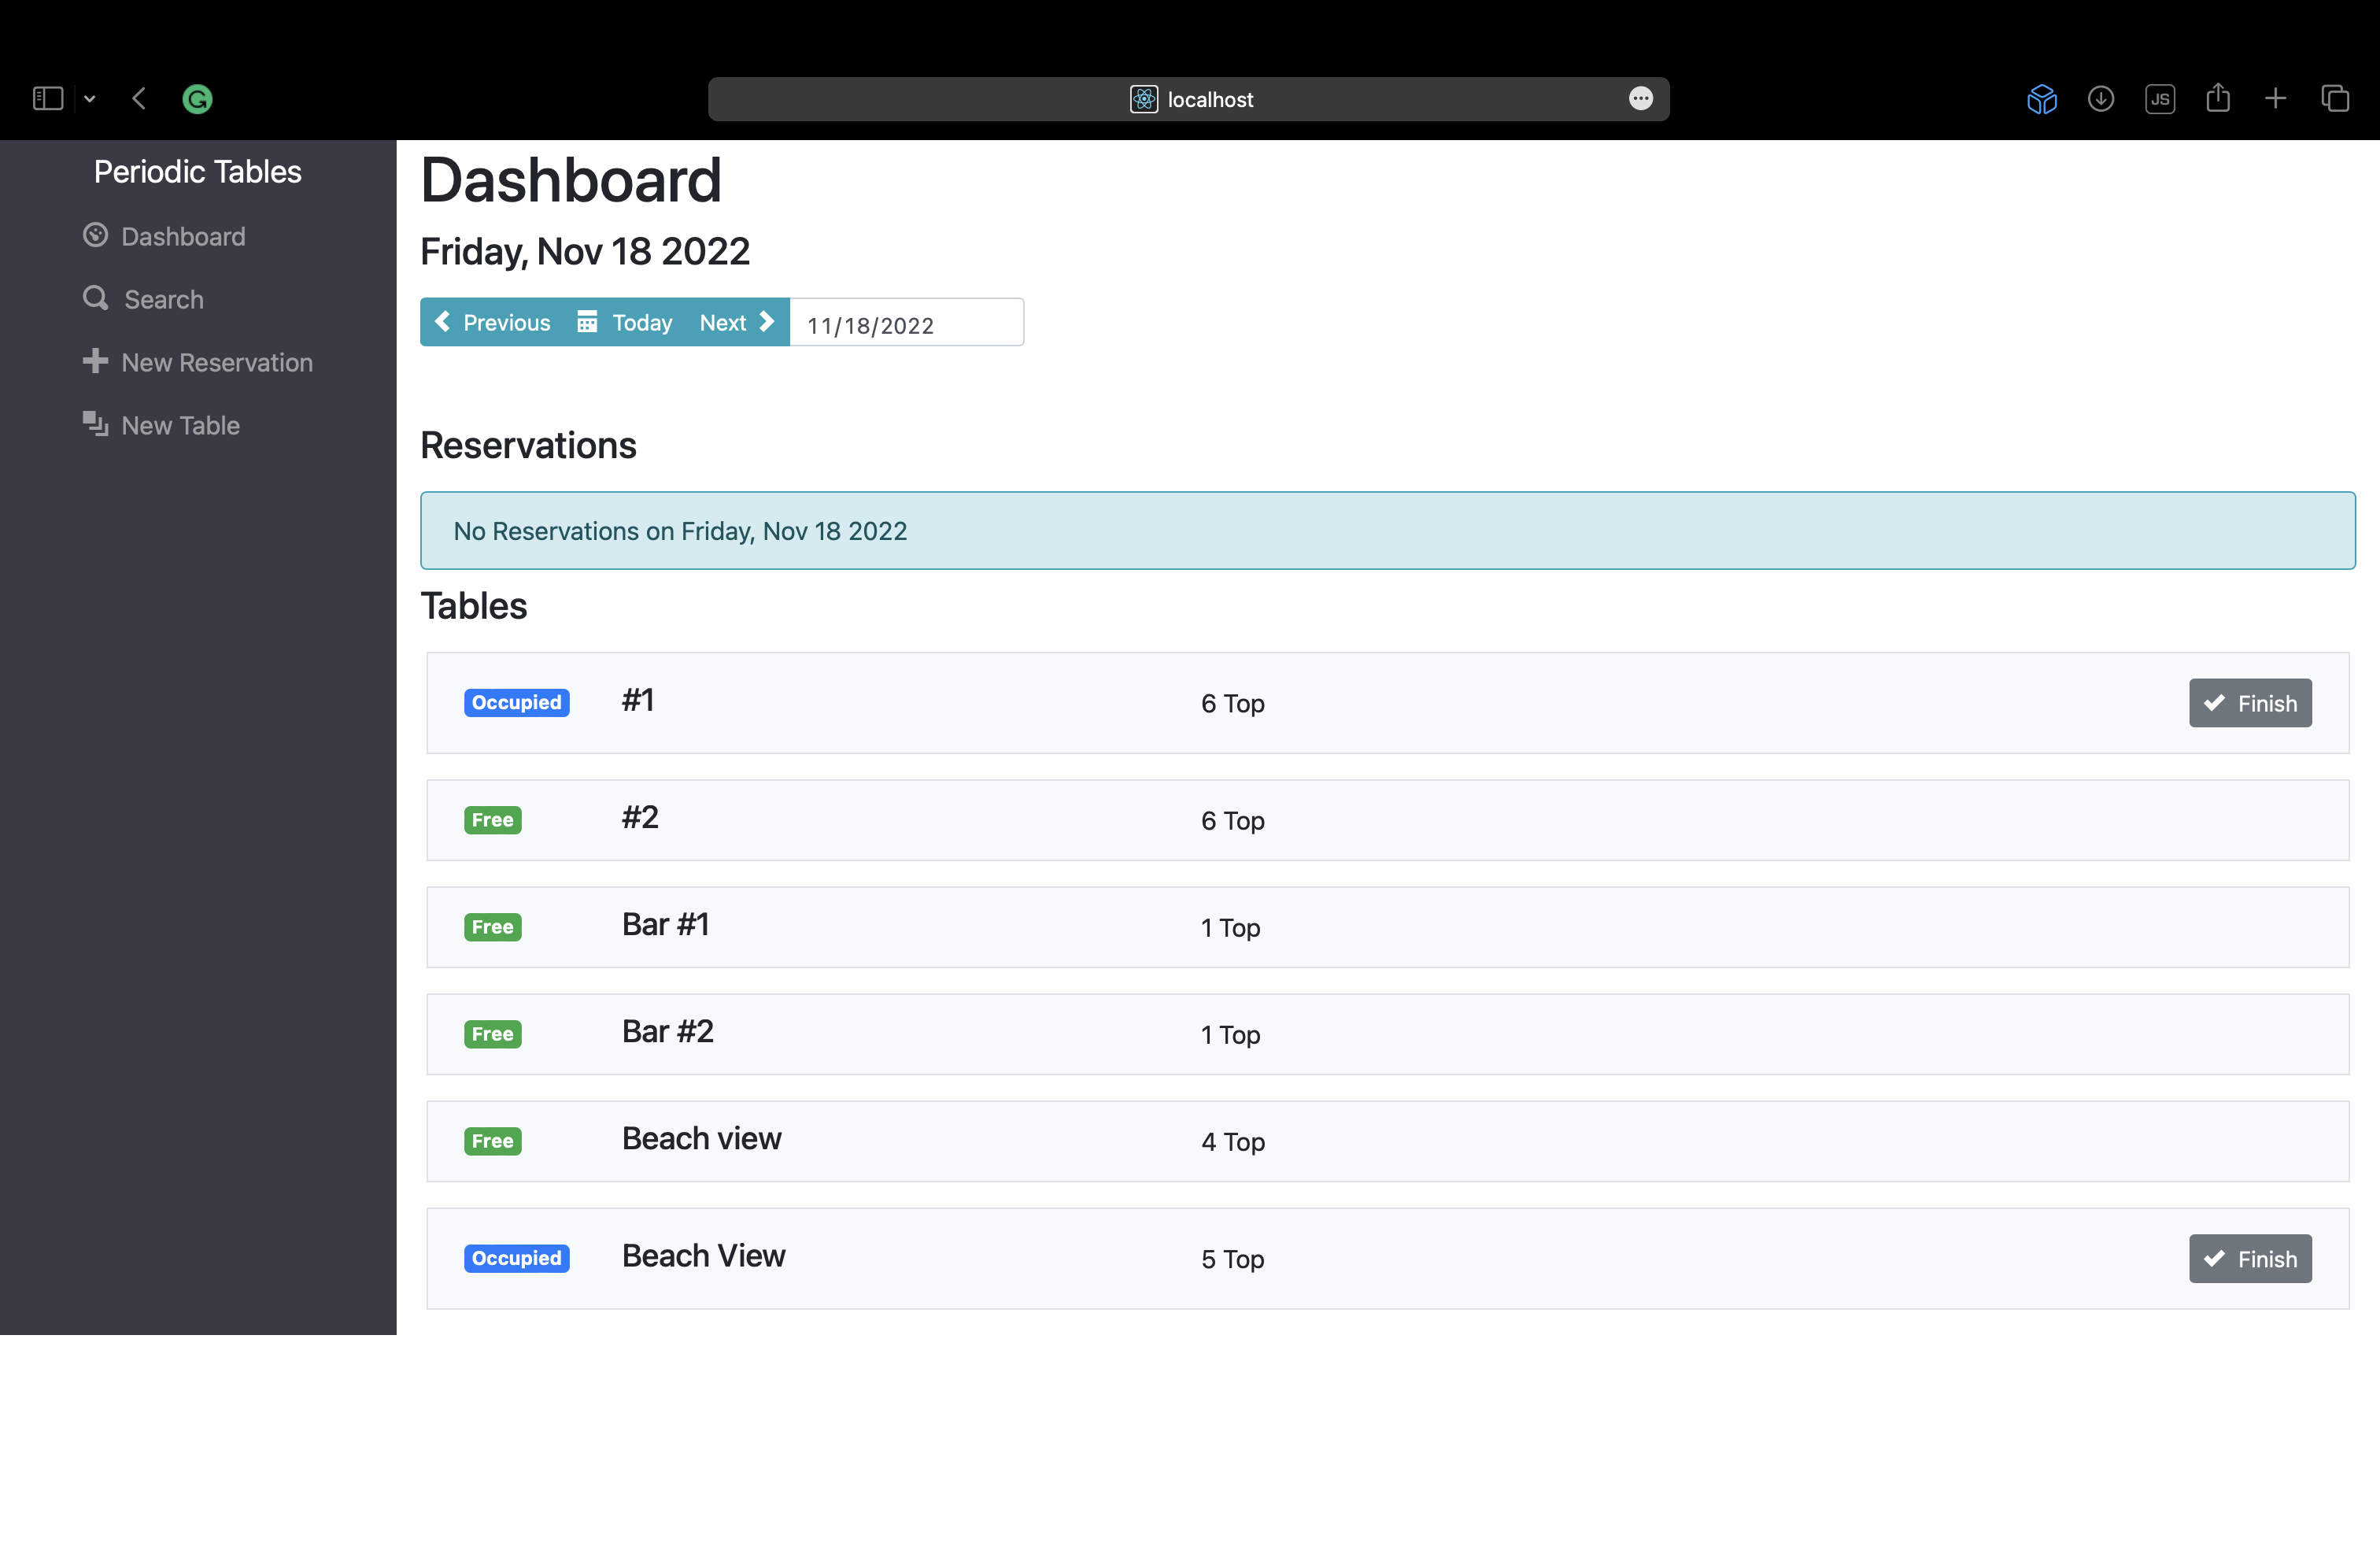 localhost
JS
Periodic Tables
Dashboard
Search
New Reservation
New Table
Dashboard
Friday, Nov 18 2022
Previous Today Next 11/18/2022
Reservations
No Reservations on Friday, Nov 18 2022
Tables
Occupied #1 6 Top Finish
Free #2 6 Top
Free Bar #1 1 Top
Free Bar #2 1 Top
Free Beach view 4 Top
Occupied Beach View 5 Top Finish